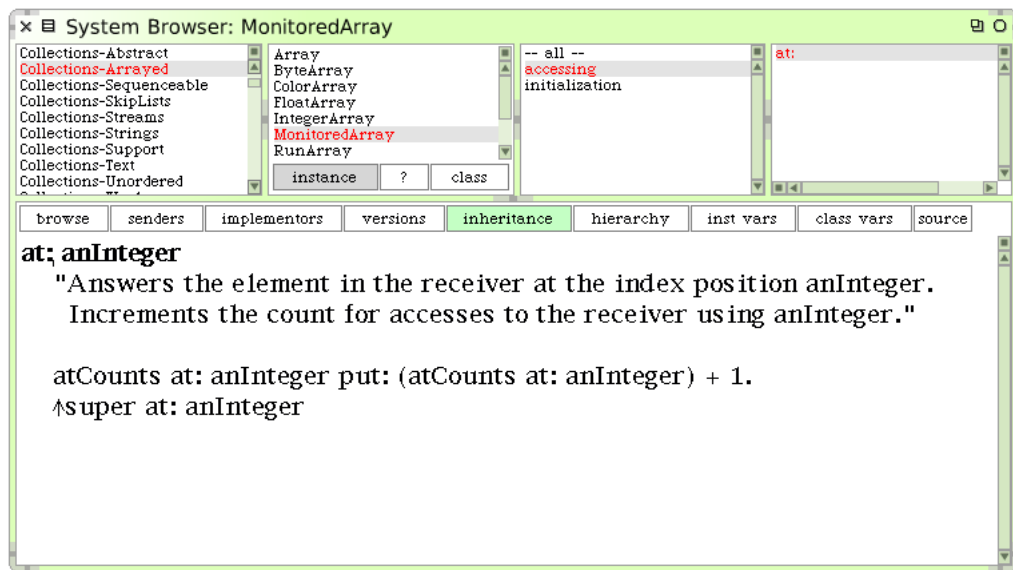 System Browser: MonitoredArray
Collections-Abstract
Collections-Arrayed
Collections-Sequenceable
Collections-SkipLists
Collections-Streams
Collections-Strings
Collections-Support
Collections-Text
Collections-Unordered
Array
ByteArray
ColorArray
FloatArray
IntegerArray
MonitoredArray
RunArray
instance ? class
-- all --
accessing
initialization
at:
browse senders implementors versions inheritance hierarchy inst vars class vars source
at: anInteger
"Answers the element in the receiver at the index position anInteger.
Increments the count for accesses to the receiver using anInteger."
atCounts at: anInteger put: (atCounts at: anInteger) + 1.
↑super at: anInteger